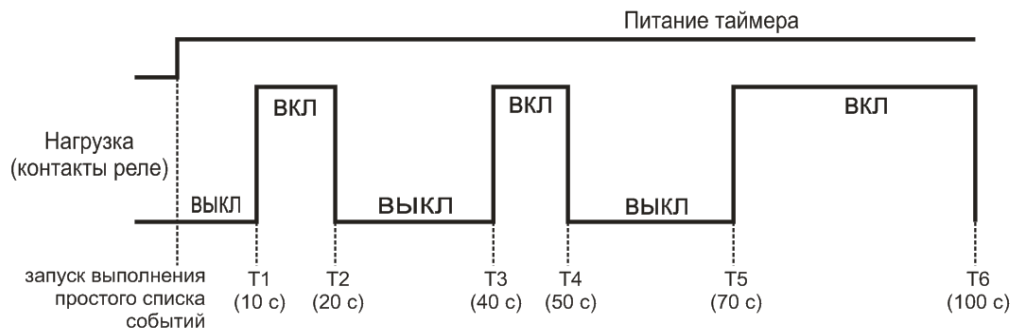 Питание таймера
ВКЛ
ВКЛ
ВКЛ
Нагрузка
(контакты реле)
ВЫКЛ
ВЫКЛ
ВЫКЛ
запуск выполнения
простого списка
событий
T1
(10 с)
T2
(20 с)
T3
(40 с)
T4
(50 с)
T5
(70 с)
T6
(100 с)